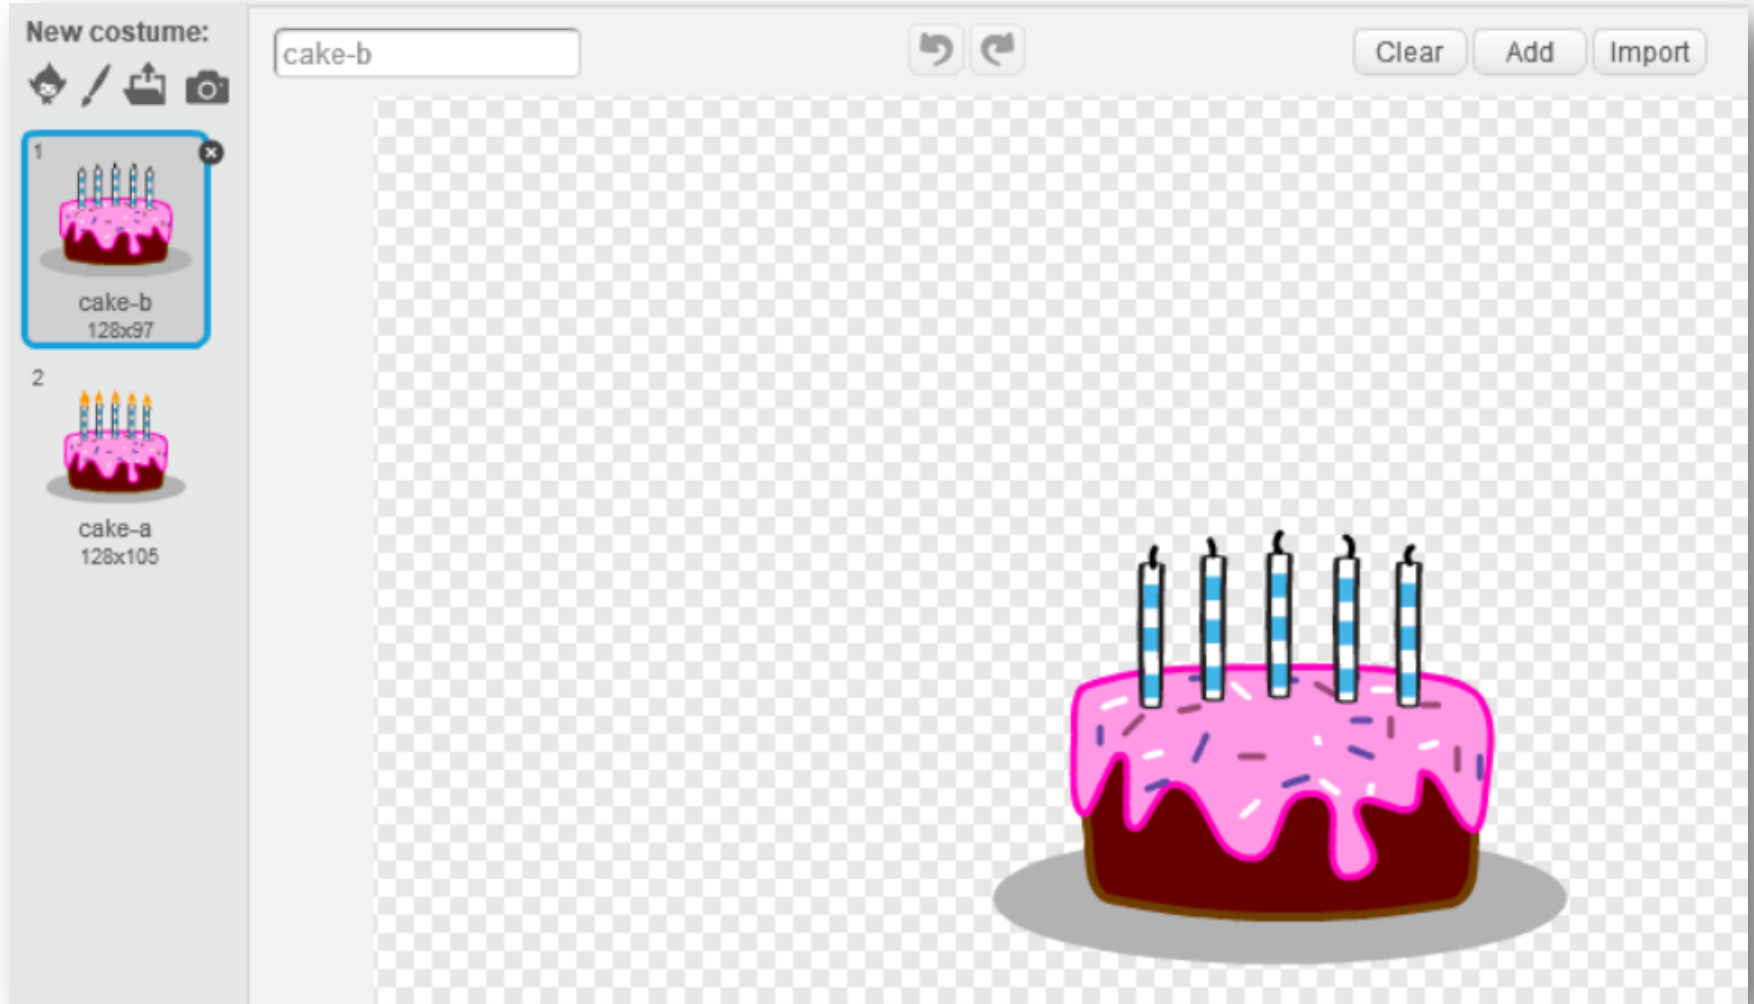 New costume:
cake-b
Clear
Add
Import
1
cake-b
128x97
2
cake-a
128x105